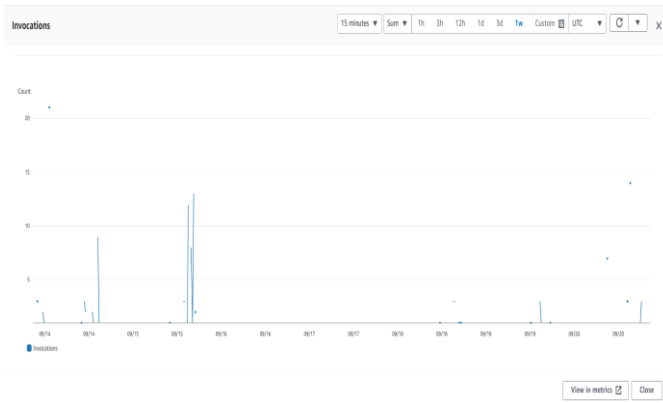 Invocations
15 minutes ▼ Sum ▼ 1h 3h 12h 1d 3d 1w Custom UTC ▼ ▼ X
Count
20
15
10
5
09/14 09/14 09/15 09/15 09/16 09/16 09/17 09/17 09/18 09/18 09/19 09/19 09/20 09/20
Invocations
View in metrics Close